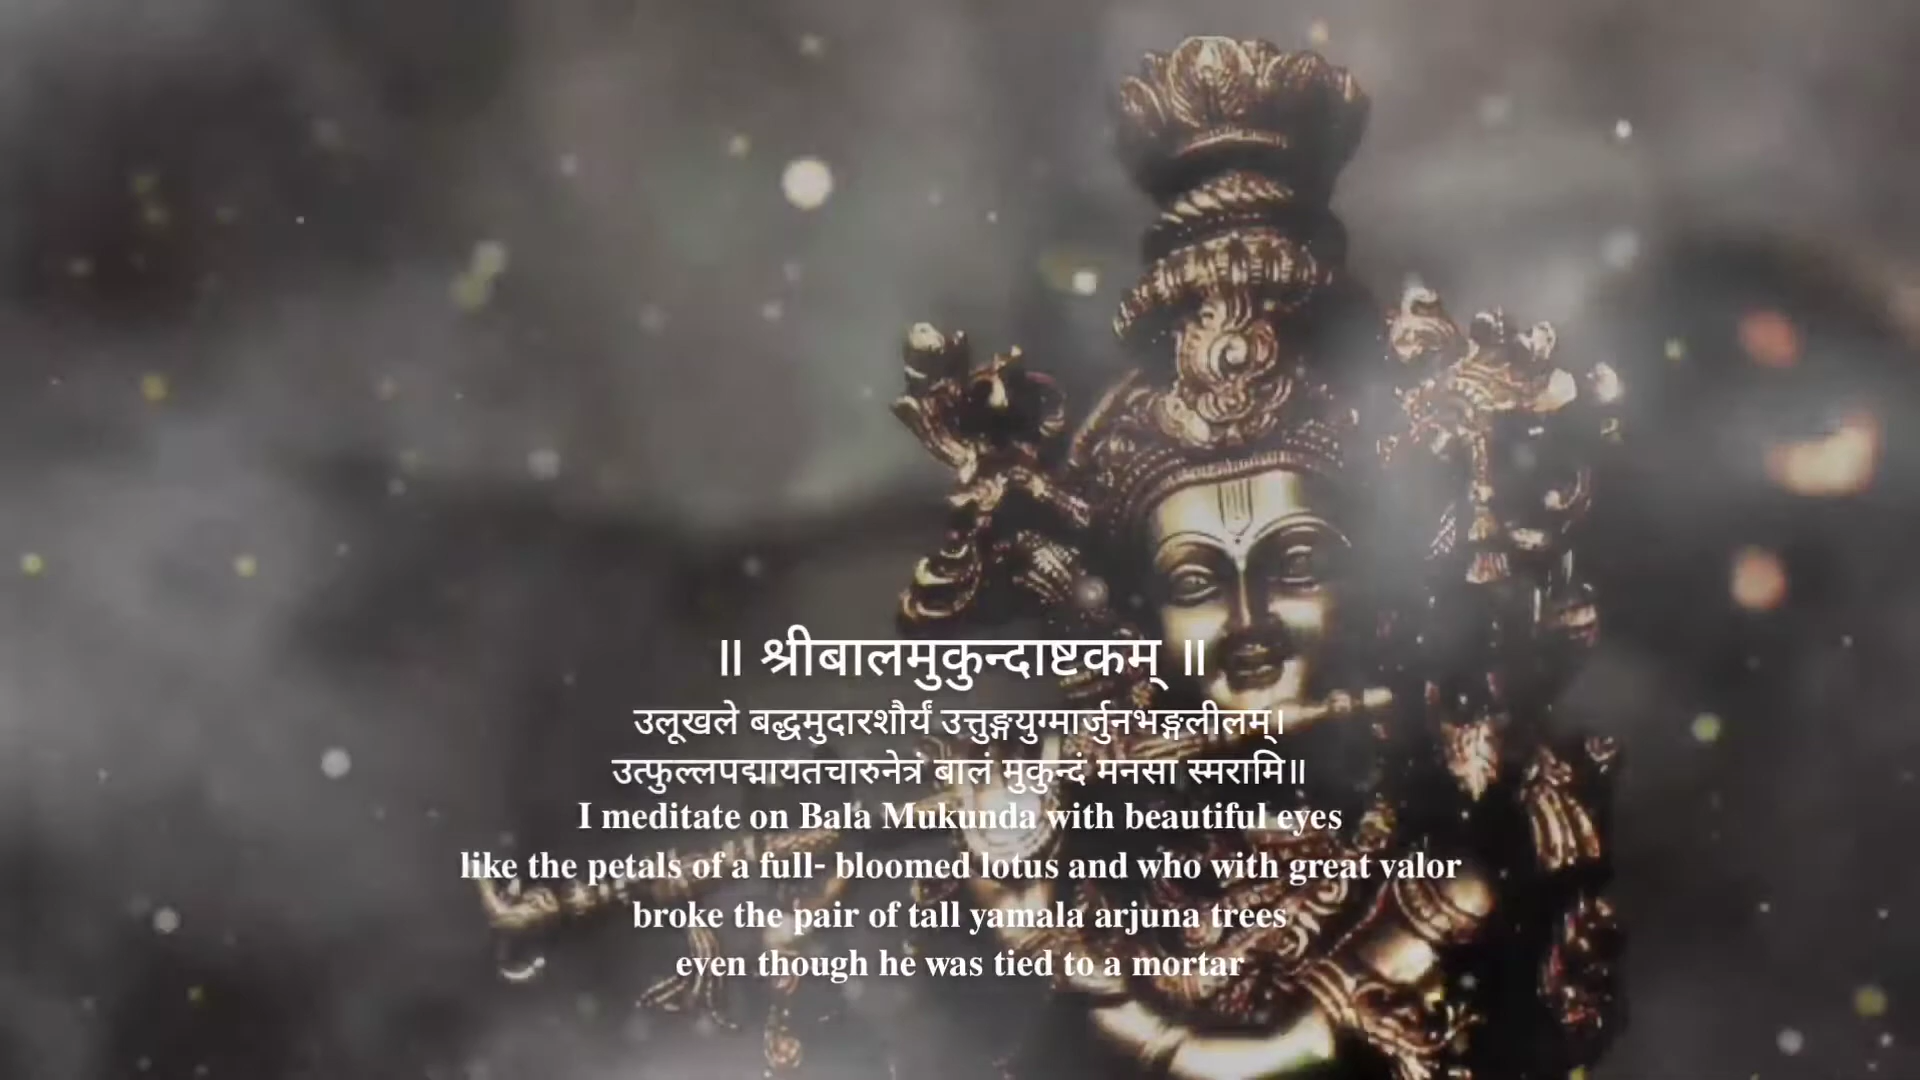 ॥ श्रीबालमुकुन्दाष्टकम् ॥
उलूखले बद्धमुदारशौर्यं उत्तुङ्गयुग्मार्जुनभङ्गलीलम्।
उत्फुल्लपद्मायतचारुनेत्रं बालं मुकुन्दं मनसा स्मरामि॥
I meditate on Bala Mukunda with beautiful eyes
like the petals of a full- bloomed lotus and who with great valor
broke the pair of tall yamala arjuna trees
even though he was tied to a mortar